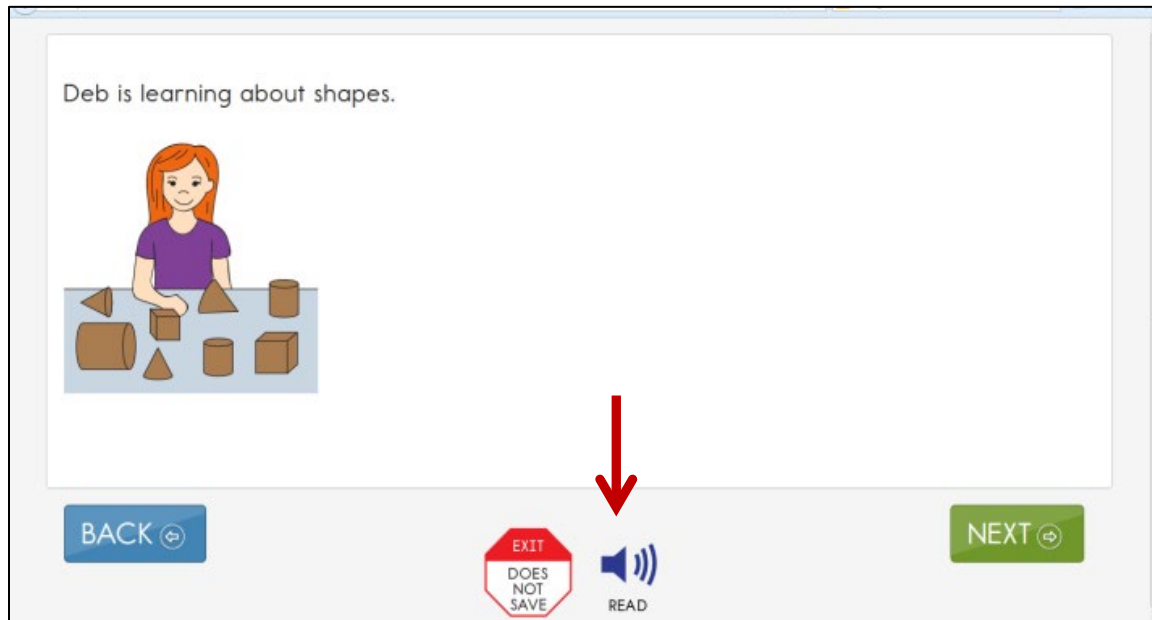 Deb is learning about shapes.
BACK
EXIT
DOES
NOT
SAVE
READ
NEXT